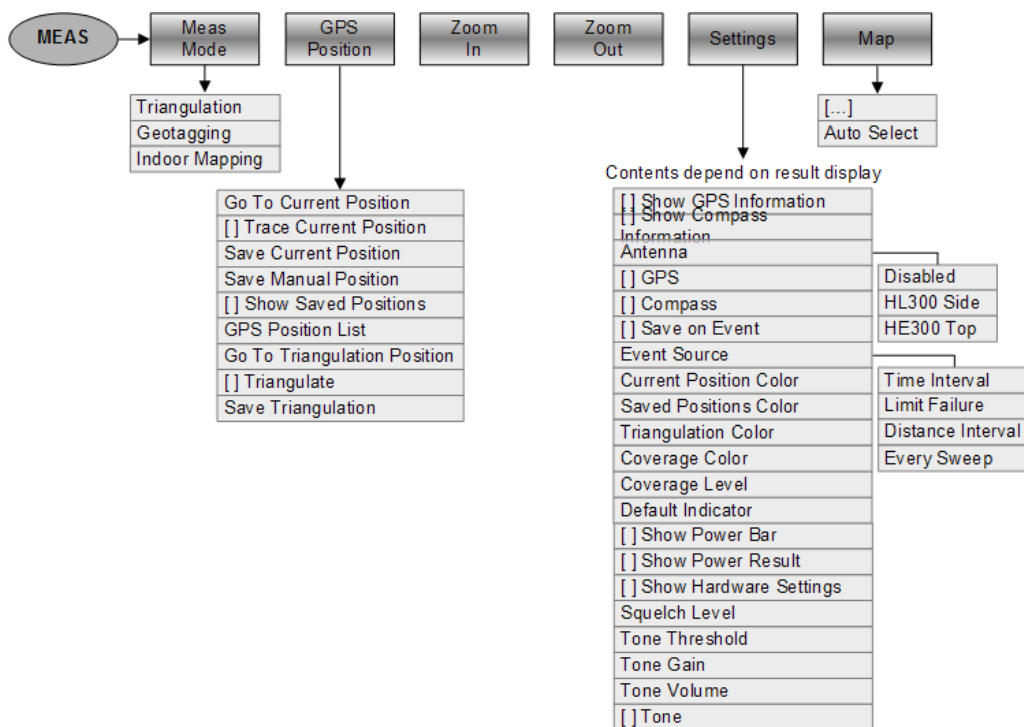 MEAS
Meas
Mode
GPS
Position
Zoom
In
Zoom
Out
Settings
Map
Triangulation
Geotagging
Indoor Mapping
Go To Current Position
[ ] Trace Current Position
Save Current Position
Save Manual Position
[ ] Show Saved Positions
GPS Position List
Go To Triangulation Position
[ ] Triangulate
Save Triangulation
Contents depend on result display
[ ] Show GPS Information
[ ] Show Compass
Information
Antenna
[ ] GPS
[ ] Compass
[ ] Save on Event
Event Source
Current Position Color
Saved Positions Color
Triangulation Color
Coverage Color
Coverage Level
Default Indicator
[ ] Show Power Bar
[ ] Show Power Result
[ ] Show Hardware Settings
Squelch Level
Tone Threshold
Tone Gain
Tone Volume
[ ] Tone
Disabled
HL300 Side
HE300 Top
Time Interval
Limit Failure
Distance Interval
Every Sweep
[...]
Auto Select